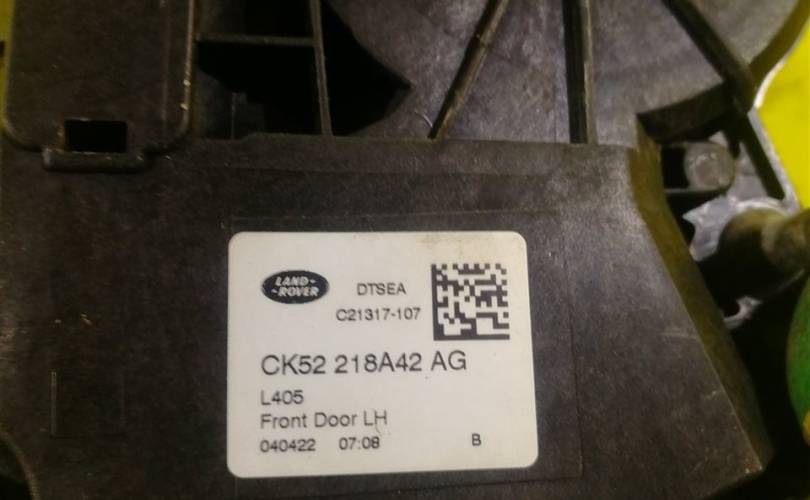 LAND-
-ROVER
DTSEA
C21317-107
CK52 218A42 AG
L405
Front Door LH
040422 07:08 B